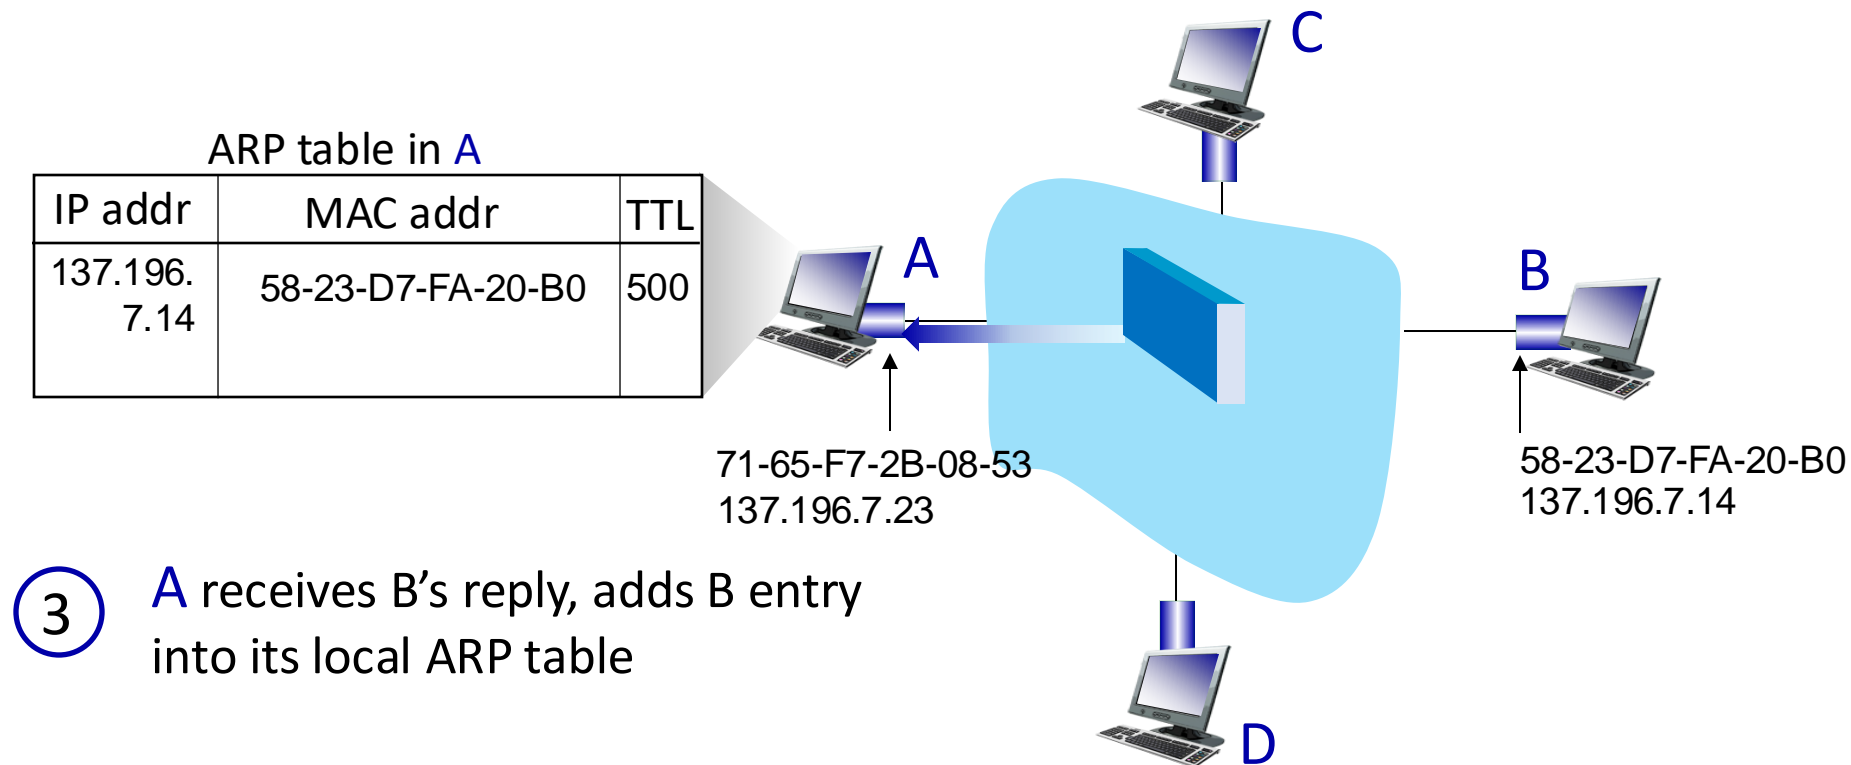 C
ARP table in A
IP addr MAC addr TTL
137.196.
7.14
58-23-D7-FA-20-B0 500
A
B
71-65-F7-2B-08-53
137.196.7.23
58-23-D7-FA-20-B0
137.196.7.14
3
A receives B’s reply, adds B entry
into its local ARP table
D